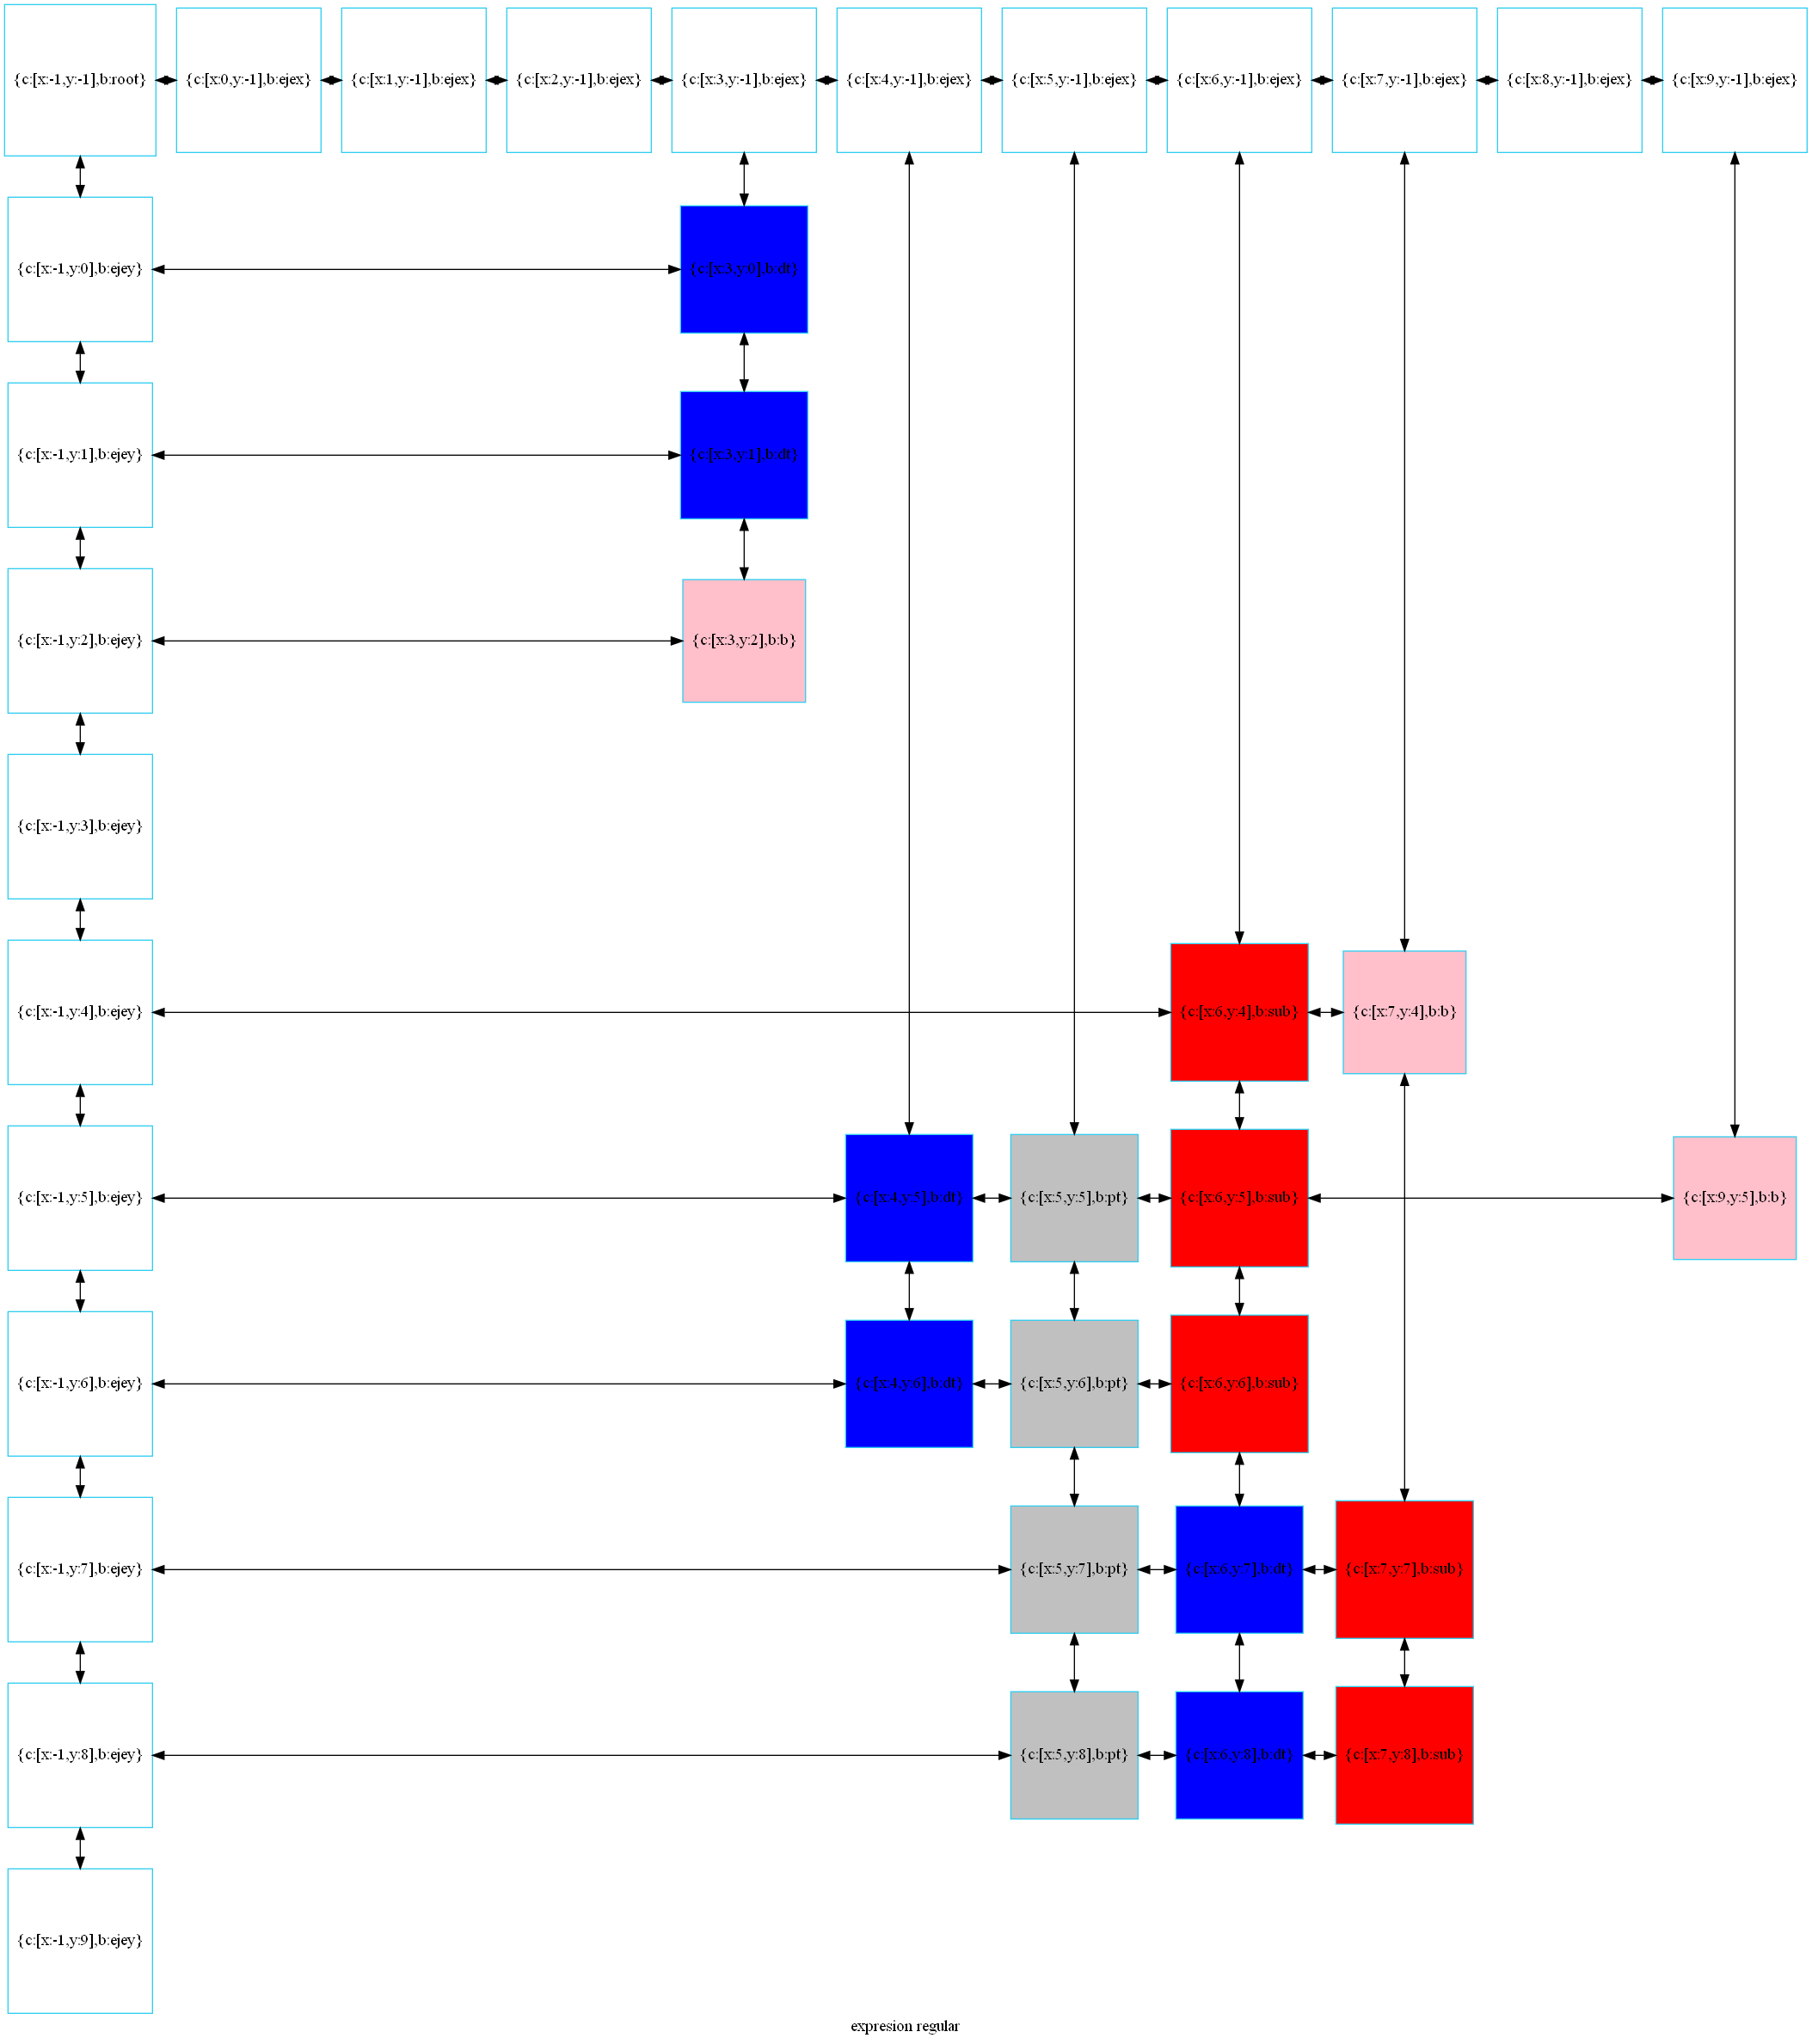 {c:[x:-1,y:-1],b:root} {c:[x:0,y:-1],b:ejex} {c:[x:1,y:-1],b:ejex} {c:[x:2,y:-1],b:ejex} {c:[x:3,y:-1],b:ejex} {c:[x:4,y:-1],b:ejex} {c:[x:5,y:-1],b:ejex} {c:[x:6,y:-1],b:ejex} {c:[x:7,y:-1],b:ejex} {c:[x:8,y:-1],b:ejex} {c:[x:9,y:-1],b:ejex}
{c:[x:-1,y:0],b:ejey} {c:[x:3,y:0],b:dt}
{c:[x:-1,y:1],b:ejey} {c:[x:3,y:1],b:dt}
{c:[x:-1,y:2],b:ejey} {c:[x:3,y:2],b:b}
{c:[x:-1,y:3],b:ejey}
{c:[x:-1,y:4],b:ejey} {c:[x:6,y:4],b:sub} {c:[x:7,y:4],b:b}
{c:[x:-1,y:5],b:ejey} {c:[x:4,y:5],b:dt} {c:[x:5,y:5],b:pt} {c:[x:6,y:5],b:sub} {c:[x:9,y:5],b:b}
{c:[x:-1,y:6],b:ejey} {c:[x:4,y:6],b:dt} {c:[x:5,y:6],b:pt} {c:[x:6,y:6],b:sub}
{c:[x:-1,y:7],b:ejey} {c:[x:5,y:7],b:pt} {c:[x:6,y:7],b:dt} {c:[x:7,y:7],b:sub}
{c:[x:-1,y:8],b:ejey} {c:[x:5,y:8],b:pt} {c:[x:6,y:8],b:dt} {c:[x:7,y:8],b:sub}
{c:[x:-1,y:9],b:ejey}
expresion regular